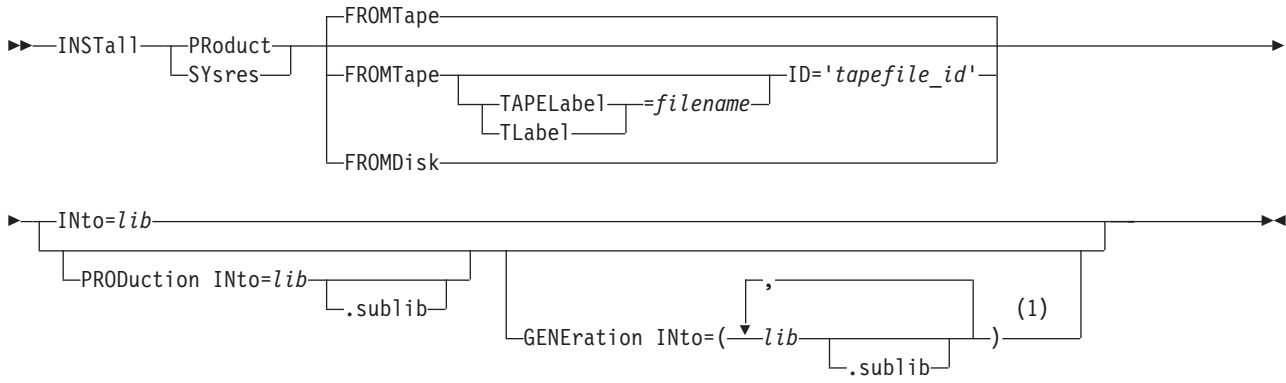 FROMTape
INSTall PRoduct
SYsres
FROMTape ID='tapefile_id'
TAPELabel =filename
TLabel
FROMDisk
INto=lib
PRODuction INto=lib
.sublib
,
(1)
GENEration INto=( lib )
.sublib